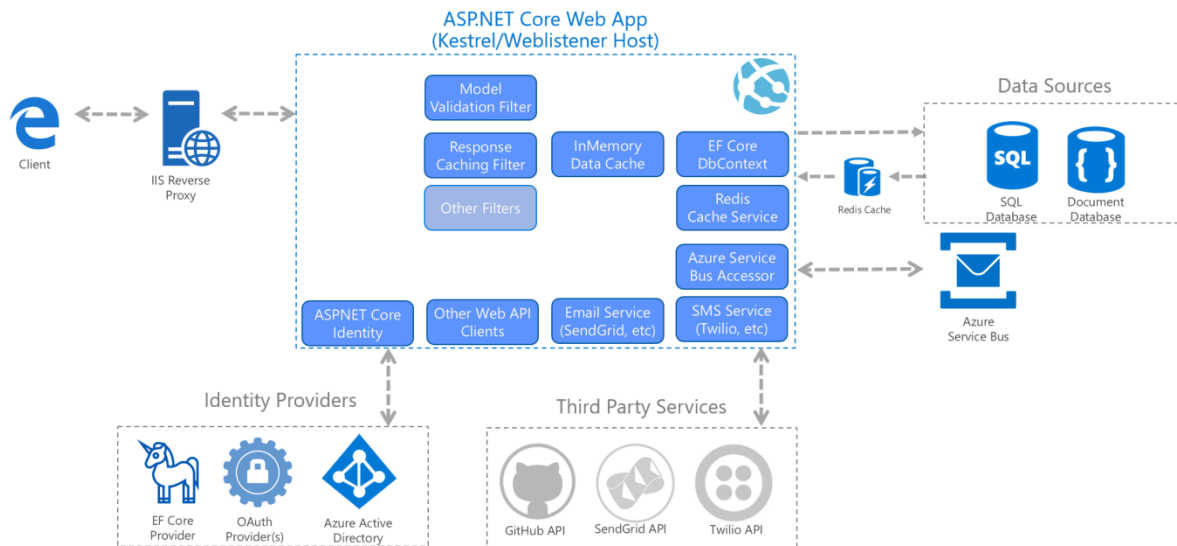 ASP.NET Core Web App
(Kestrel/Weblistener Host)
Model
Validation Filter
Data Sources
Response
Caching Filter
InMemory
Data Cache
EF Core
DbContext
SQL
{ }
Client
IIS Reverse
Proxy
Other Filters
Redis
Cache Service
Redis Cache
SQL
Database
Document
Database
Azure Service
Bus Accessor
ASPNET Core
Identity
Other Web API
Clients
Email Service
(SendGrid, etc)
SMS Service
(Twilio, etc)
Azure
Service Bus
Identity Providers
Third Party Services
EF Core
Provider
OAuth
Provider(s)
Azure Active
Directory
GitHub API
SendGrid API
Twilio API